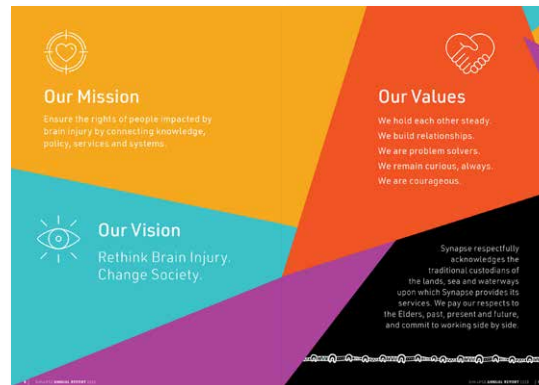 Our Mission
Ensure the rights of people impacted by
brain injury by connecting knowledge,
policy, services and systems.
Our Vision
Rethink Brain Injury.
Change Society.
Our Values
We hold each other steady.
We build relationships.
We are problem solvers.
We remain curious, always.
We are courageous.
Synapse respectfully
acknowledges the
traditional custodians of
the lands, sea and waterways
upon which Synapse provides its
services. We pay our respects to
the Elders, past, present and future,
and commit to working side by side.
ANNUAL REPORT
ANNUAL REPORT